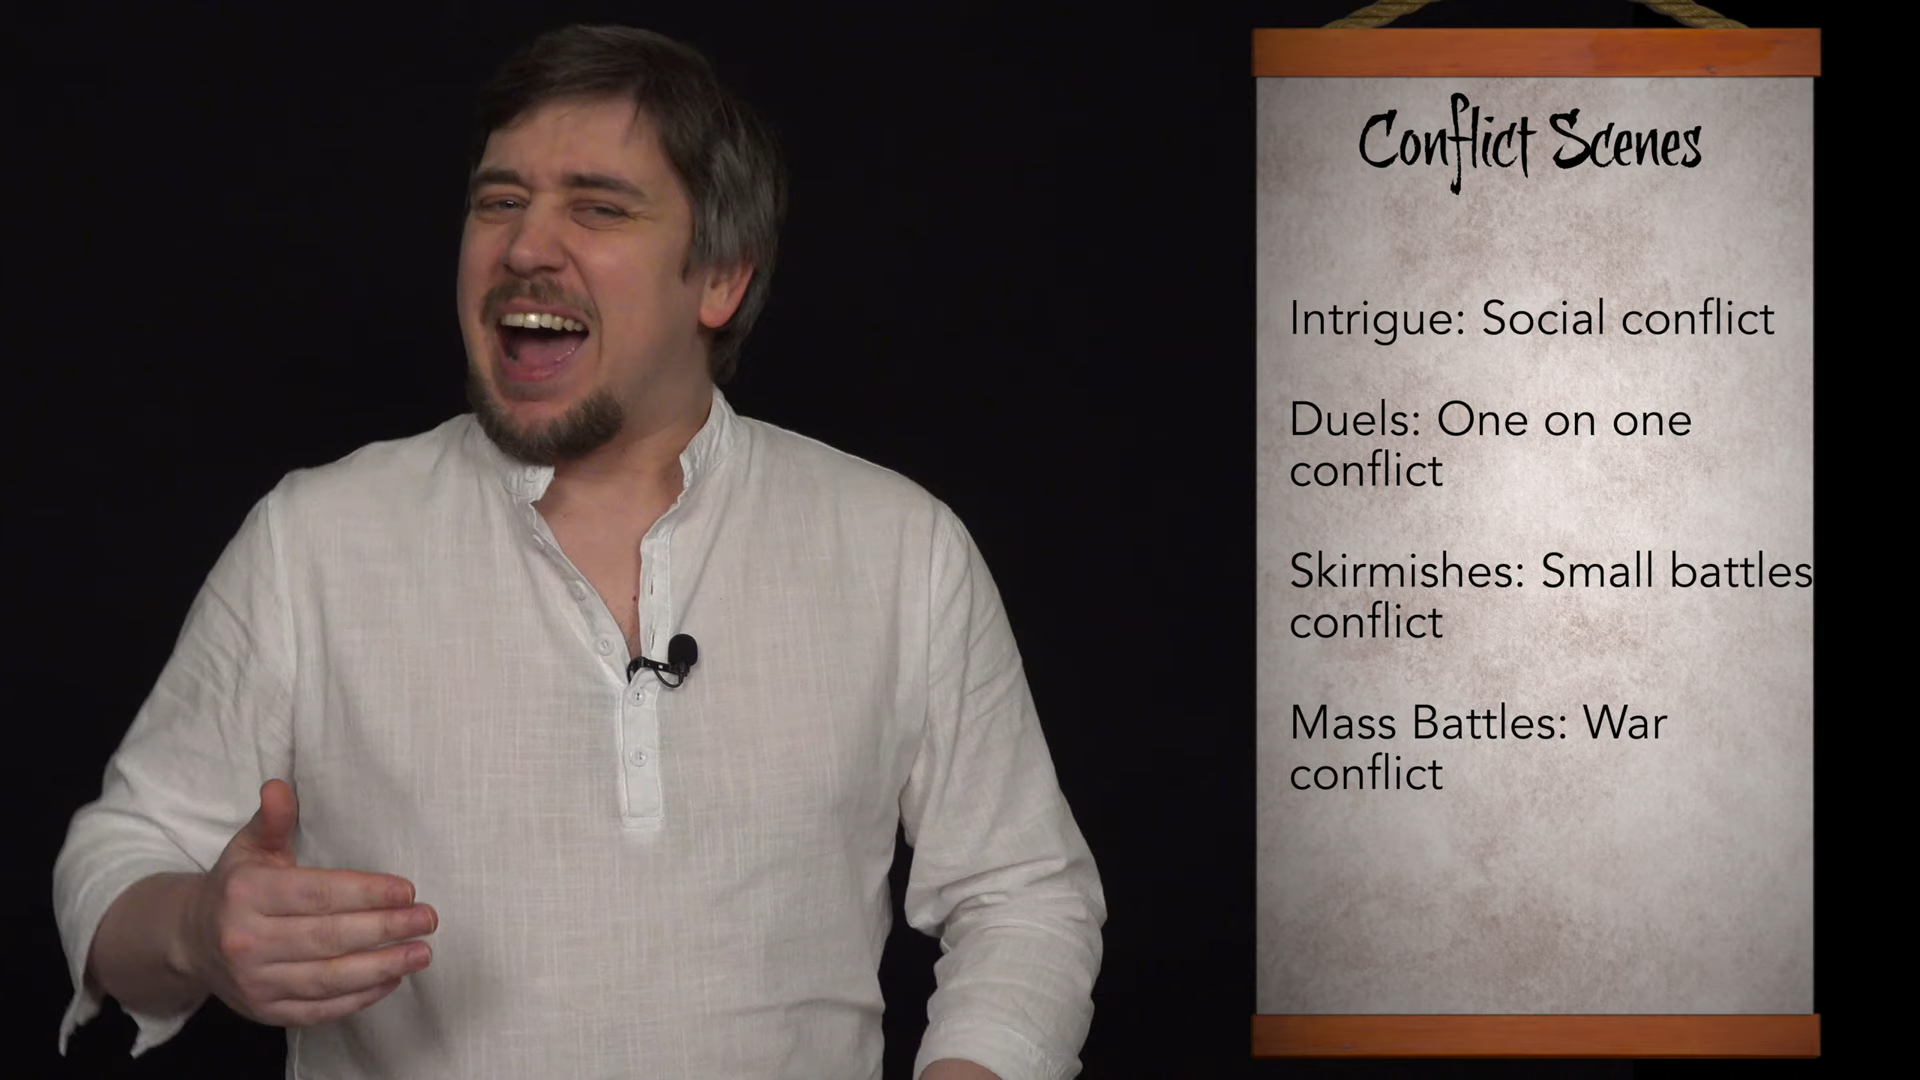 Conflict Scenes
Intrigue: Social conflict
Duels: One on one
conflict
Skirmishes: Small battles
conflict
Mass Battles: War
conflict